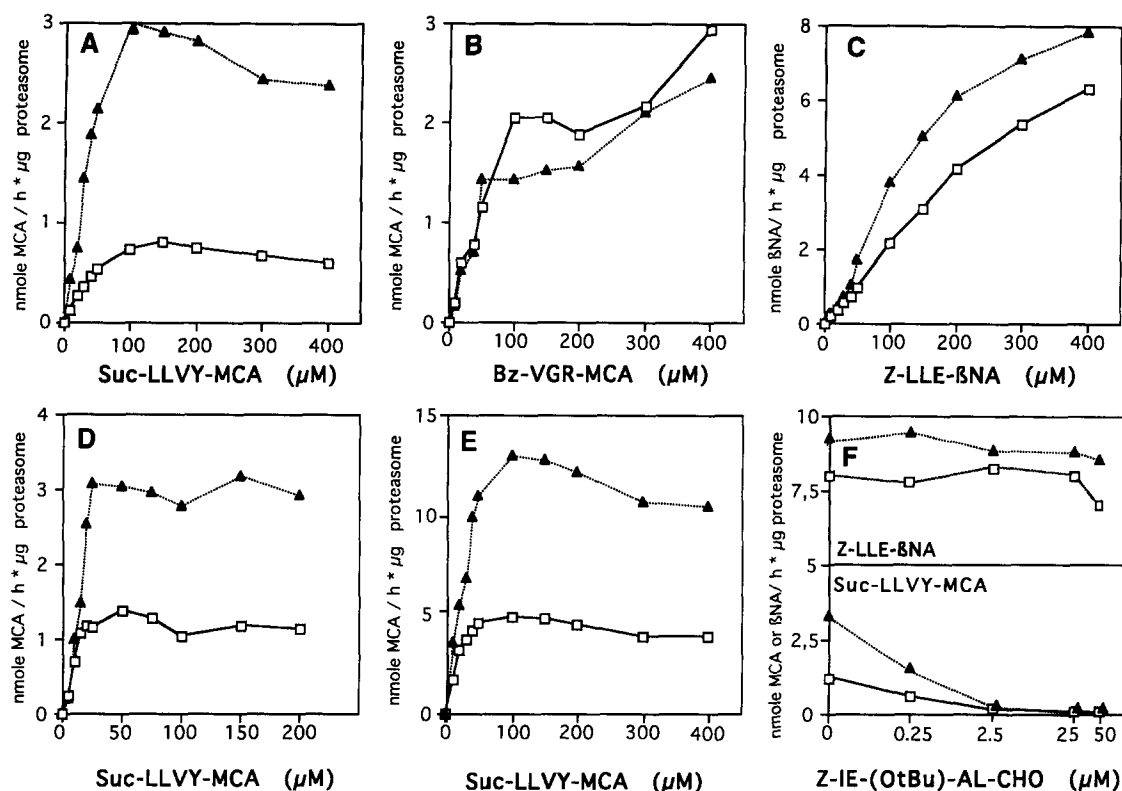 A
nmole MCA / h * µg proteasome
3
2
1
0
0 100 200 300 400
Suc-LLVY-MCA (µM)
B
nmole MCA / h * µg proteasome
3
2
1
0
0 100 200 300 400
Bz-VGR-MCA (µM)
C
nmole ßNA/ h * µg proteasome
8
6
4
2
0
0 100 200 300 400
Z-LLE-ßNA (µM)
D
nmole MCA / h * µg proteasome
4
3
2
1
0
0 50 100 150 200
Suc-LLVY-MCA (µM)
E
nmole MCA / h * µg proteasome
15
10
5
0
0 100 200 300 400
Suc-LLVY-MCA (µM)
F
nmole MCA or ßNA/ h * µg proteasome
10
7.5
Z-LLE-ßNA
5
Suc-LLVY-MCA
2,5
0
0 0.25 2.5 25 50
Z-IE-(OtBu)-AL-CHO (µM)